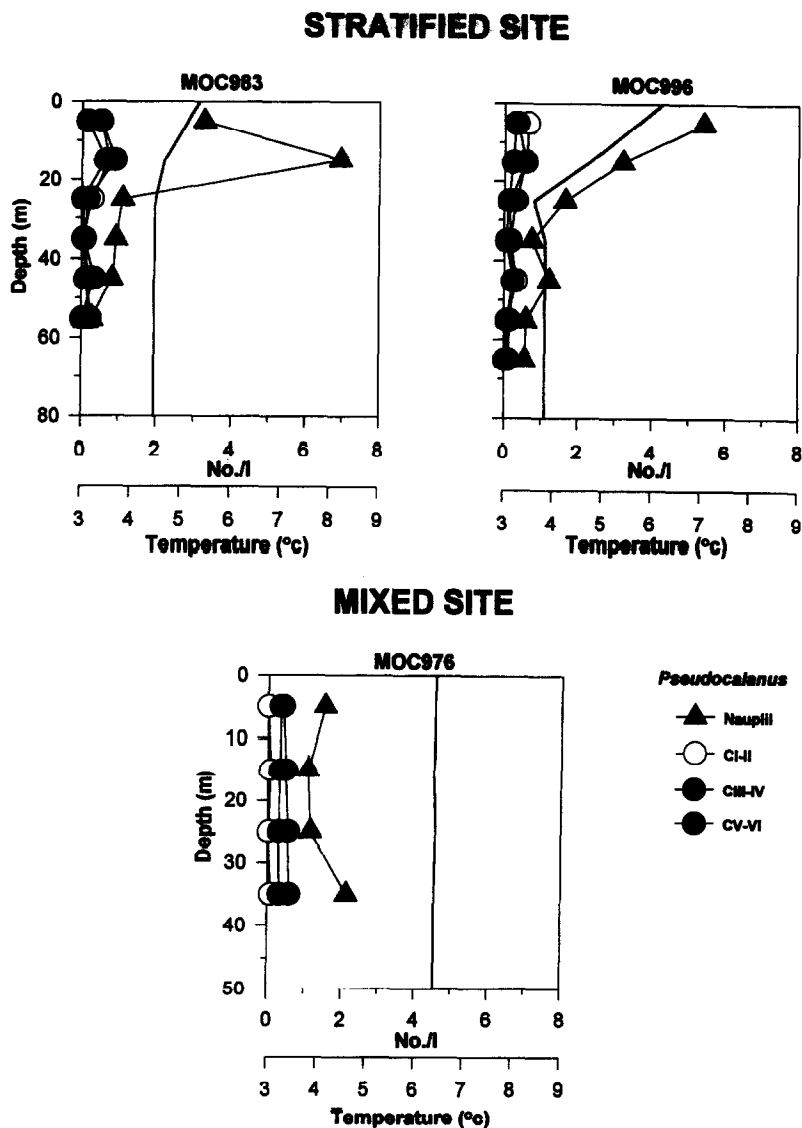 STRATIFIED SITE
MOC983
0
20
40
60
80
Depth (m)
0 2 4 6 8
No./l
3 4 5 6 7 8 9
Temperature (ºc)
MOC996
0 2 4 6 8
No./l
3 4 5 6 7 8 9
Temperature (ºc)
MIXED SITE
MOC976
0
10
20
30
40
50
Depth (m)
0 2 4 6 8
No./l
3 4 5 6 7 8 9
Temperature (ºc)
Pseudocalanus
Nauplii
CI-II
CIII-IV
CV-VI